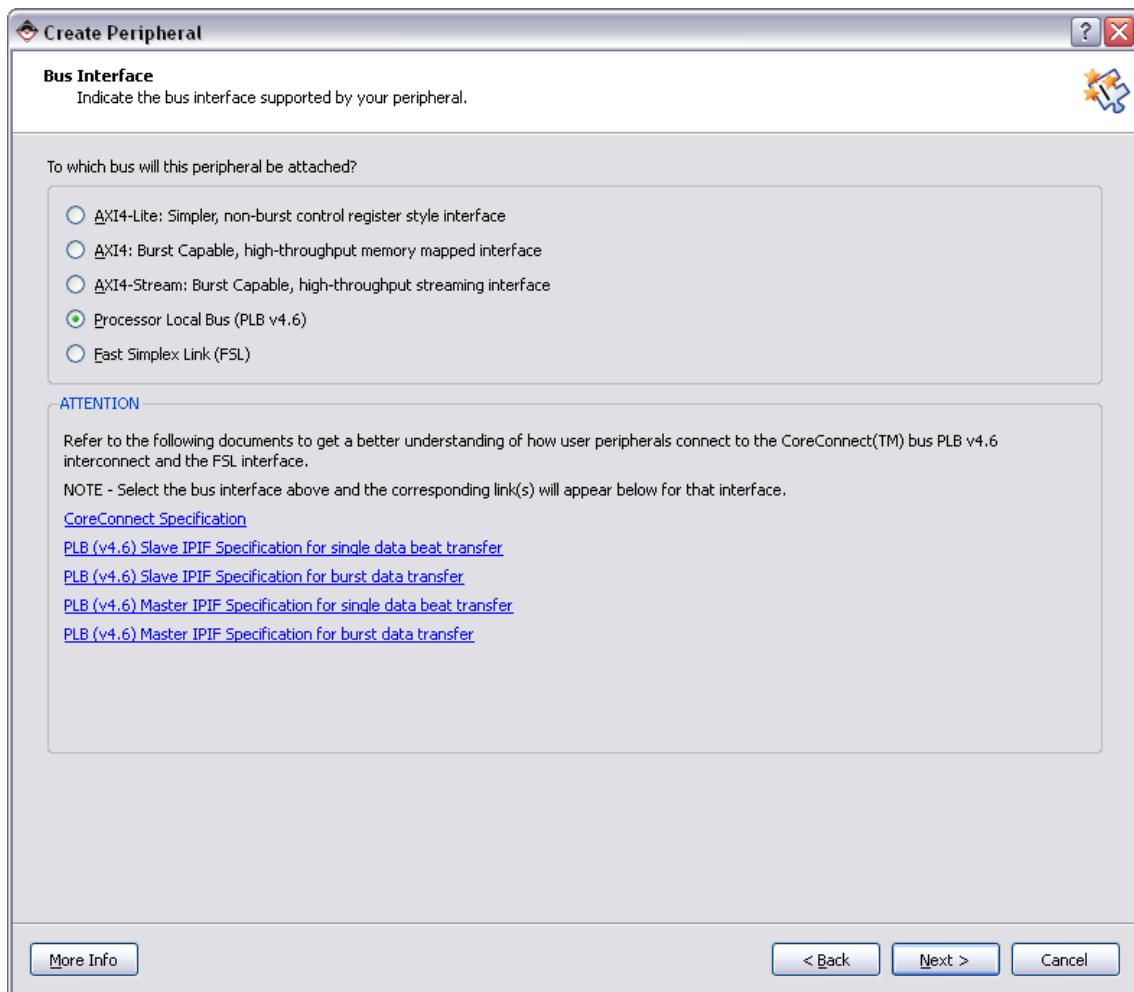 Create Peripheral
Bus Interface
Indicate the bus interface supported by your peripheral.
To which bus will this peripheral be attached?
AXI4-Lite: Simpler, non-burst control register style interface
AXI4: Burst Capable, high-throughput memory mapped interface
AXI4-Stream: Burst Capable, high-throughput streaming interface
Processor Local Bus (PLB v4.6)
Fast Simplex Link (FSL)
ATTENTION
Refer to the following documents to get a better understanding of how user peripherals connect to the CoreConnect(TM) bus PLB v4.6
interconnect and the FSL interface.
NOTE - Select the bus interface above and the corresponding link(s) will appear below for that interface.
CoreConnect Specification
PLB (v4.6) Slave IPIF Specification for single data beat transfer
PLB (v4.6) Slave IPIF Specification for burst data transfer
PLB (v4.6) Master IPIF Specification for single data beat transfer
PLB (v4.6) Master IPIF Specification for burst data transfer
More Info
< Back
Next >
Cancel